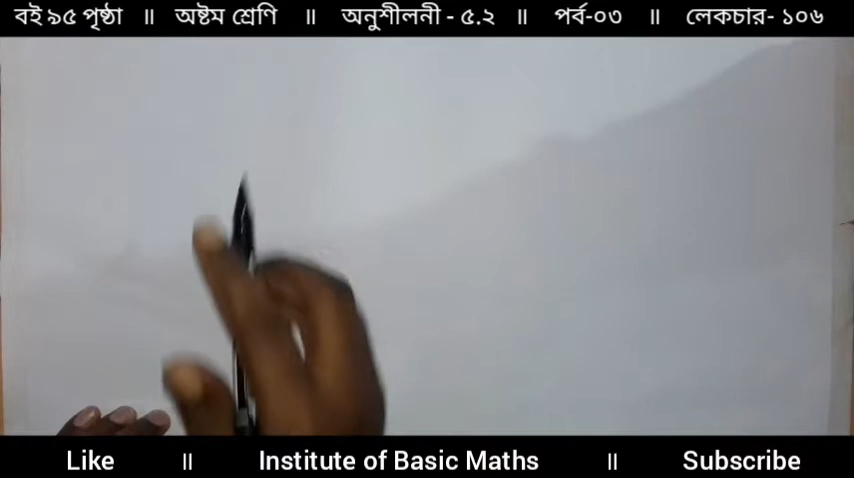 বই ৯৫ পৃষ্ঠা ॥ অষ্টম শ্রেণি ॥ অনুশীলনী - ৫.২ ॥ পর্ব-০৩ ॥ লেকচার- ১০৬
Like ॥ Institute of Basic Maths ॥ Subscribe